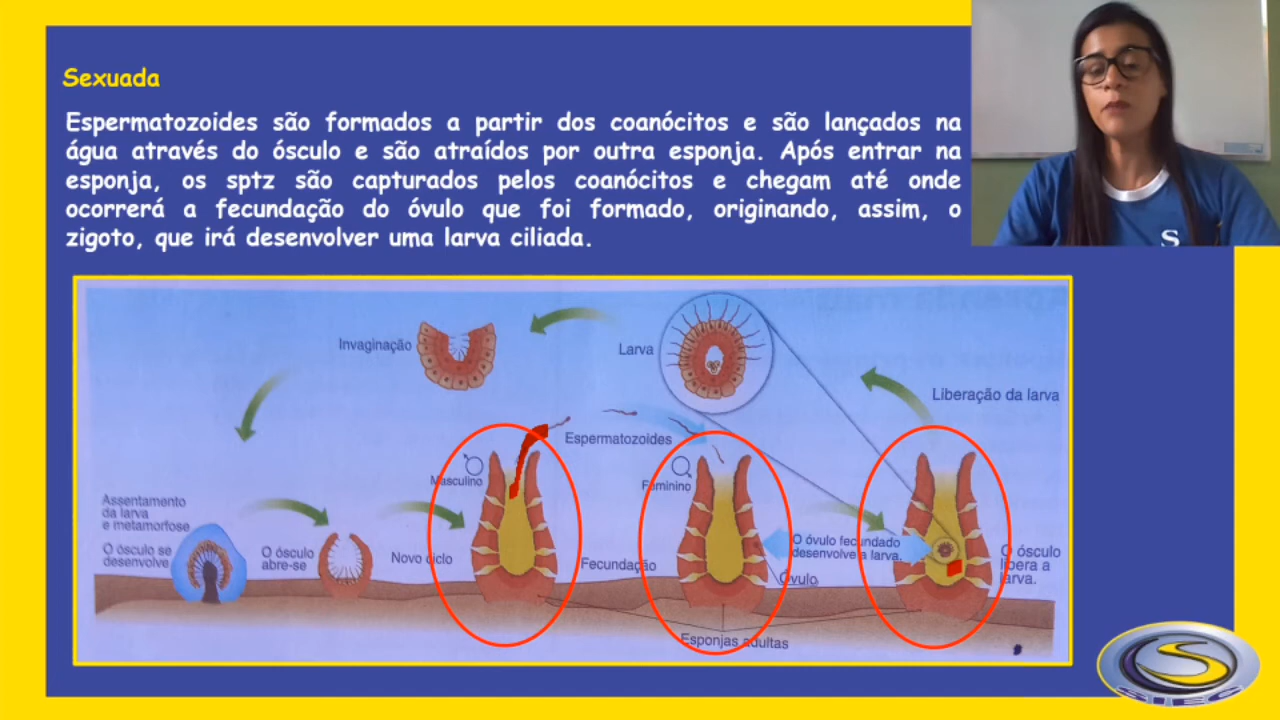 Sexuada
Espermatozoides são formados a partir dos coanócitos e são lançados na
água através do ósculo e são atraídos por outra esponja. Após entrar na
esponja, os sptz são capturados pelos coanócitos e chegam até onde
ocorrerá a fecundação do óvulo que foi formado, originando, assim, o
zigoto, que irá desenvolver uma larva ciliada.
Invaginação
Larva
Liberação da larva
Espermatozoides
Masculino
Feminino
Assentamento
da larva
e metamorfose
O ósculo se
desenvolve
O ósculo
abre-se
Novo ciclo
Fecundação
O óvulo fecundado
desenvolve a larva.
Óvulo
O ósculo
libera a
larva.
Esponjas adultas
S
SIEC